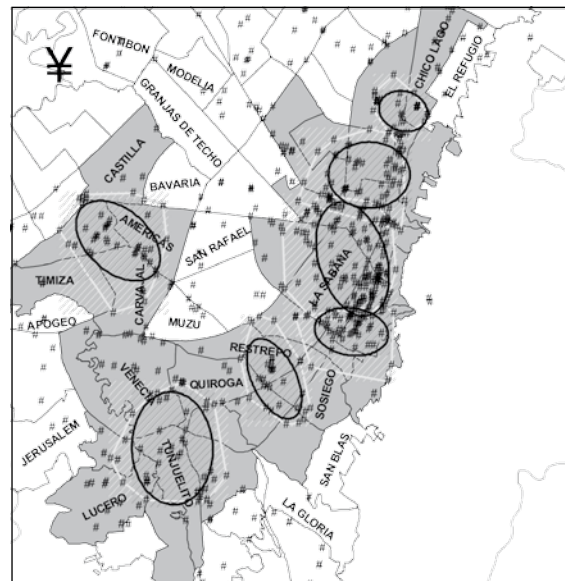 FONTIBON
MODELIA
CHICO LAGO
EL REFUGIO
¥
GRANJAS DE TECHO
CASTILLA
BAVARIA
AMERICAS
SAN RAFAEL
LA SABANA
TIMIZA
CARVAJAL
APOGEO
MUZU
RESTREPO
VENECIA
QUIROGA
SOSIEGO
JERUSALEM
TUNJUELITO
SAN BLAS
LUCERO
LA GLORIA